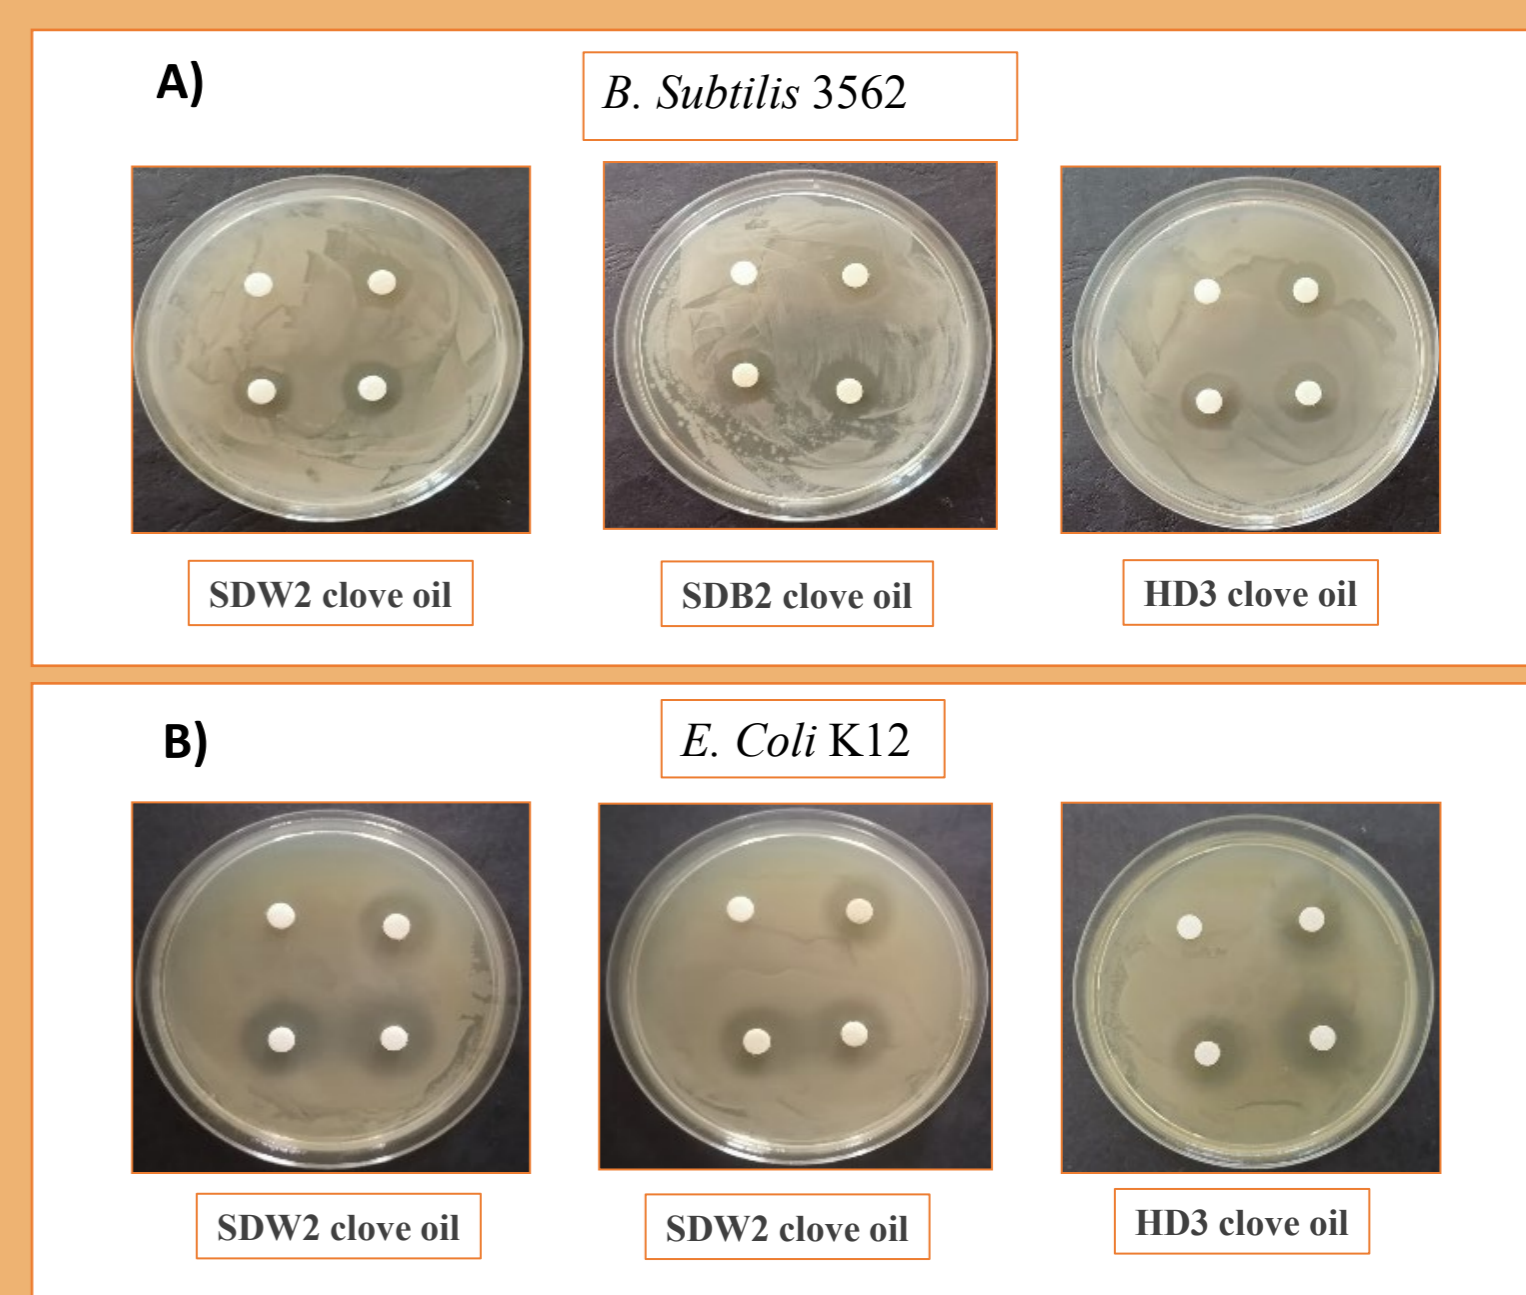 A)
B. Subtilis 3562
SDW2 clove oil
SDB2 clove oil
HD3 clove oil
B)
E. Coli K12
SDW2 clove oil
SDW2 clove oil
HD3 clove oil